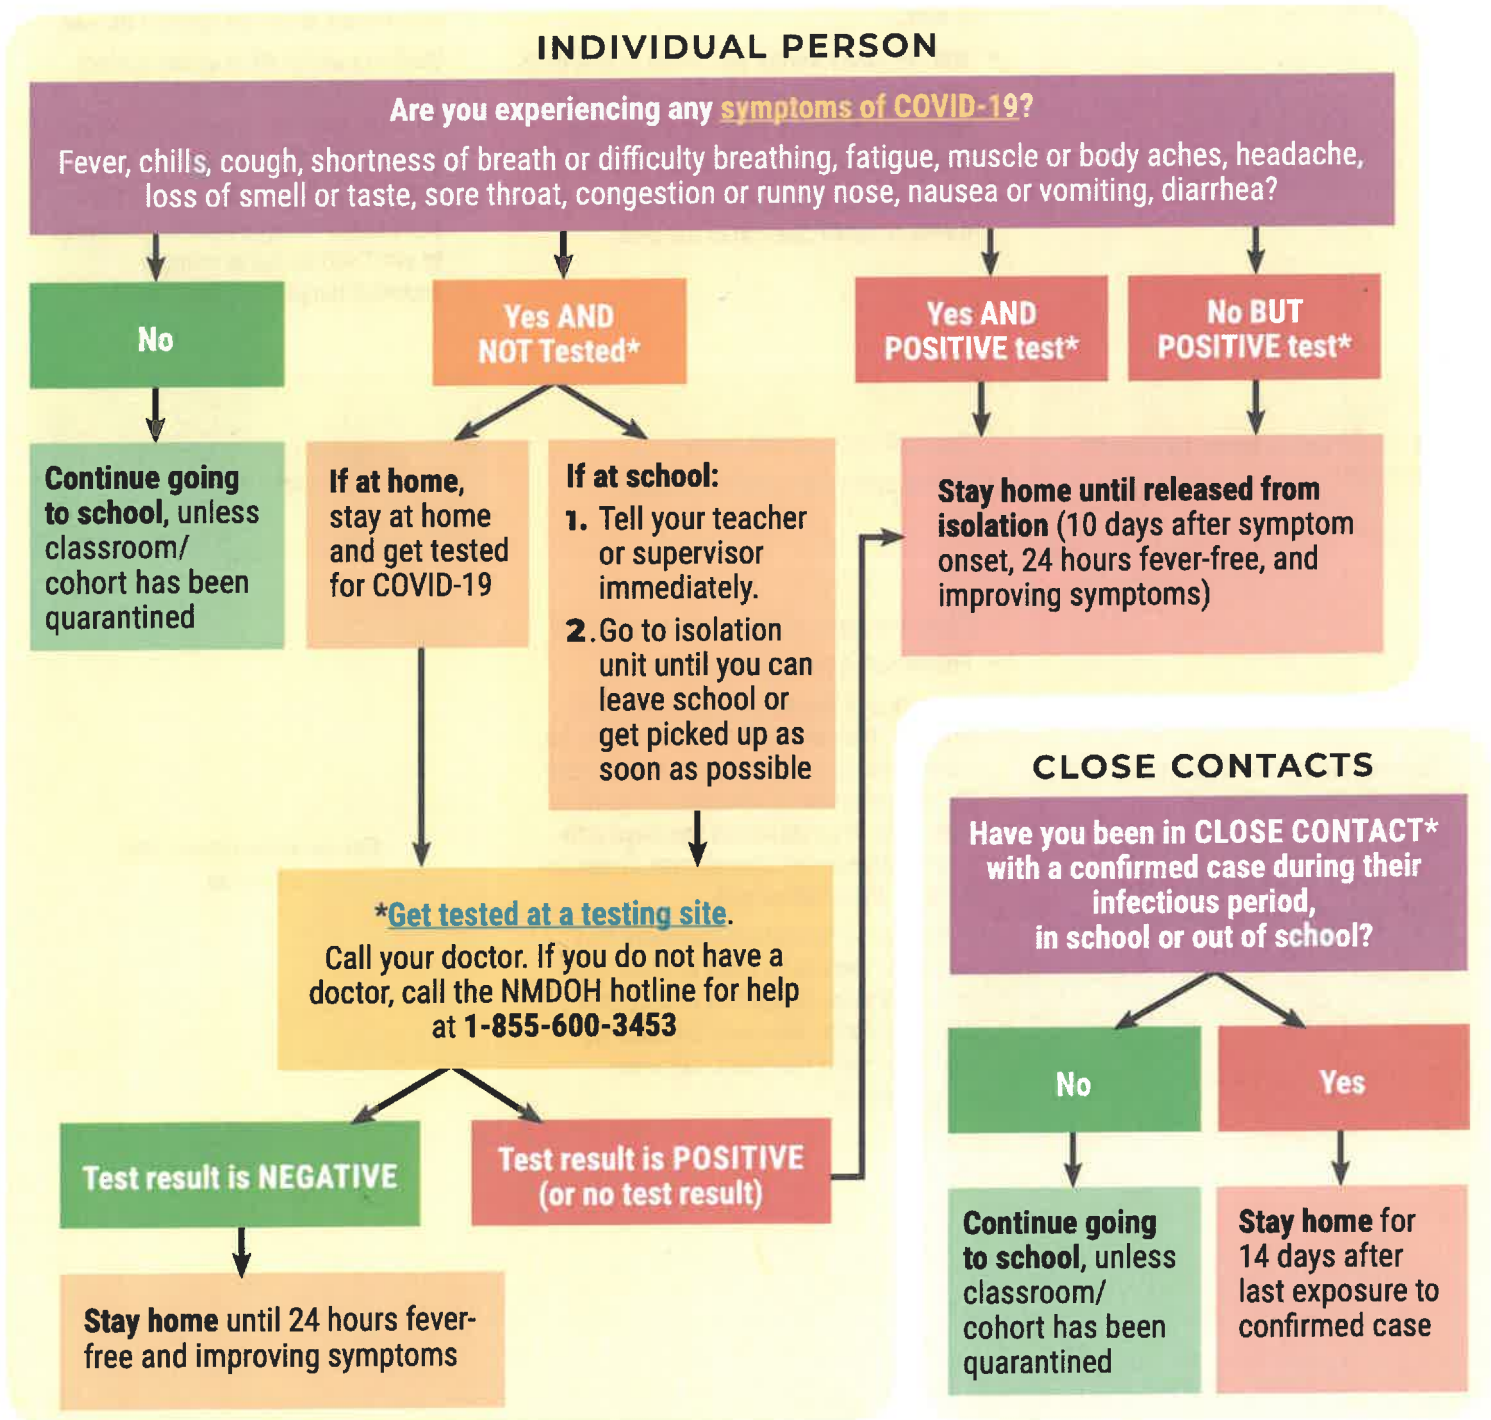 INDIVIDUAL PERSON
Are you experiencing any symptoms of COVID-19?
Fever, chills, cough, shortness of breath or difficulty breathing, fatigue, muscle or body aches, headache,
loss of smell or taste, sore throat, congestion or runny nose, nausea or vomiting, diarrhea?
No
Yes AND
NOT Tested*
Yes AND
POSITIVE test*
No BUT
POSITIVE test*
Continue going
to school, unless
classroom/
cohort has been
quarantined
If at home,
stay at home
and get tested
for COVID-19
If at school:
1. Tell your teacher
or supervisor
immediately.
2. Go to isolation
unit until you can
leave school or
get picked up as
soon as possible
Stay home until released from
isolation (10 days after symptom
onset, 24 hours fever-free, and
improving symptoms)
*Get tested at a testing site.
Call your doctor. If you do not have a
doctor, call the NMDOH hotline for help
at 1-855-600-3453
Test result is NEGATIVE
Test result is POSITIVE
(or no test result)
Stay home until 24 hours fever-
free and improving symptoms
CLOSE CONTACTS
Have you been in CLOSE CONTACT*
with a confirmed case during their
infectious period,
in school or out of school?
No
Yes
Continue going
to school, unless
classroom/
cohort has been
quarantined
Stay home for
14 days after
last exposure to
confirmed case